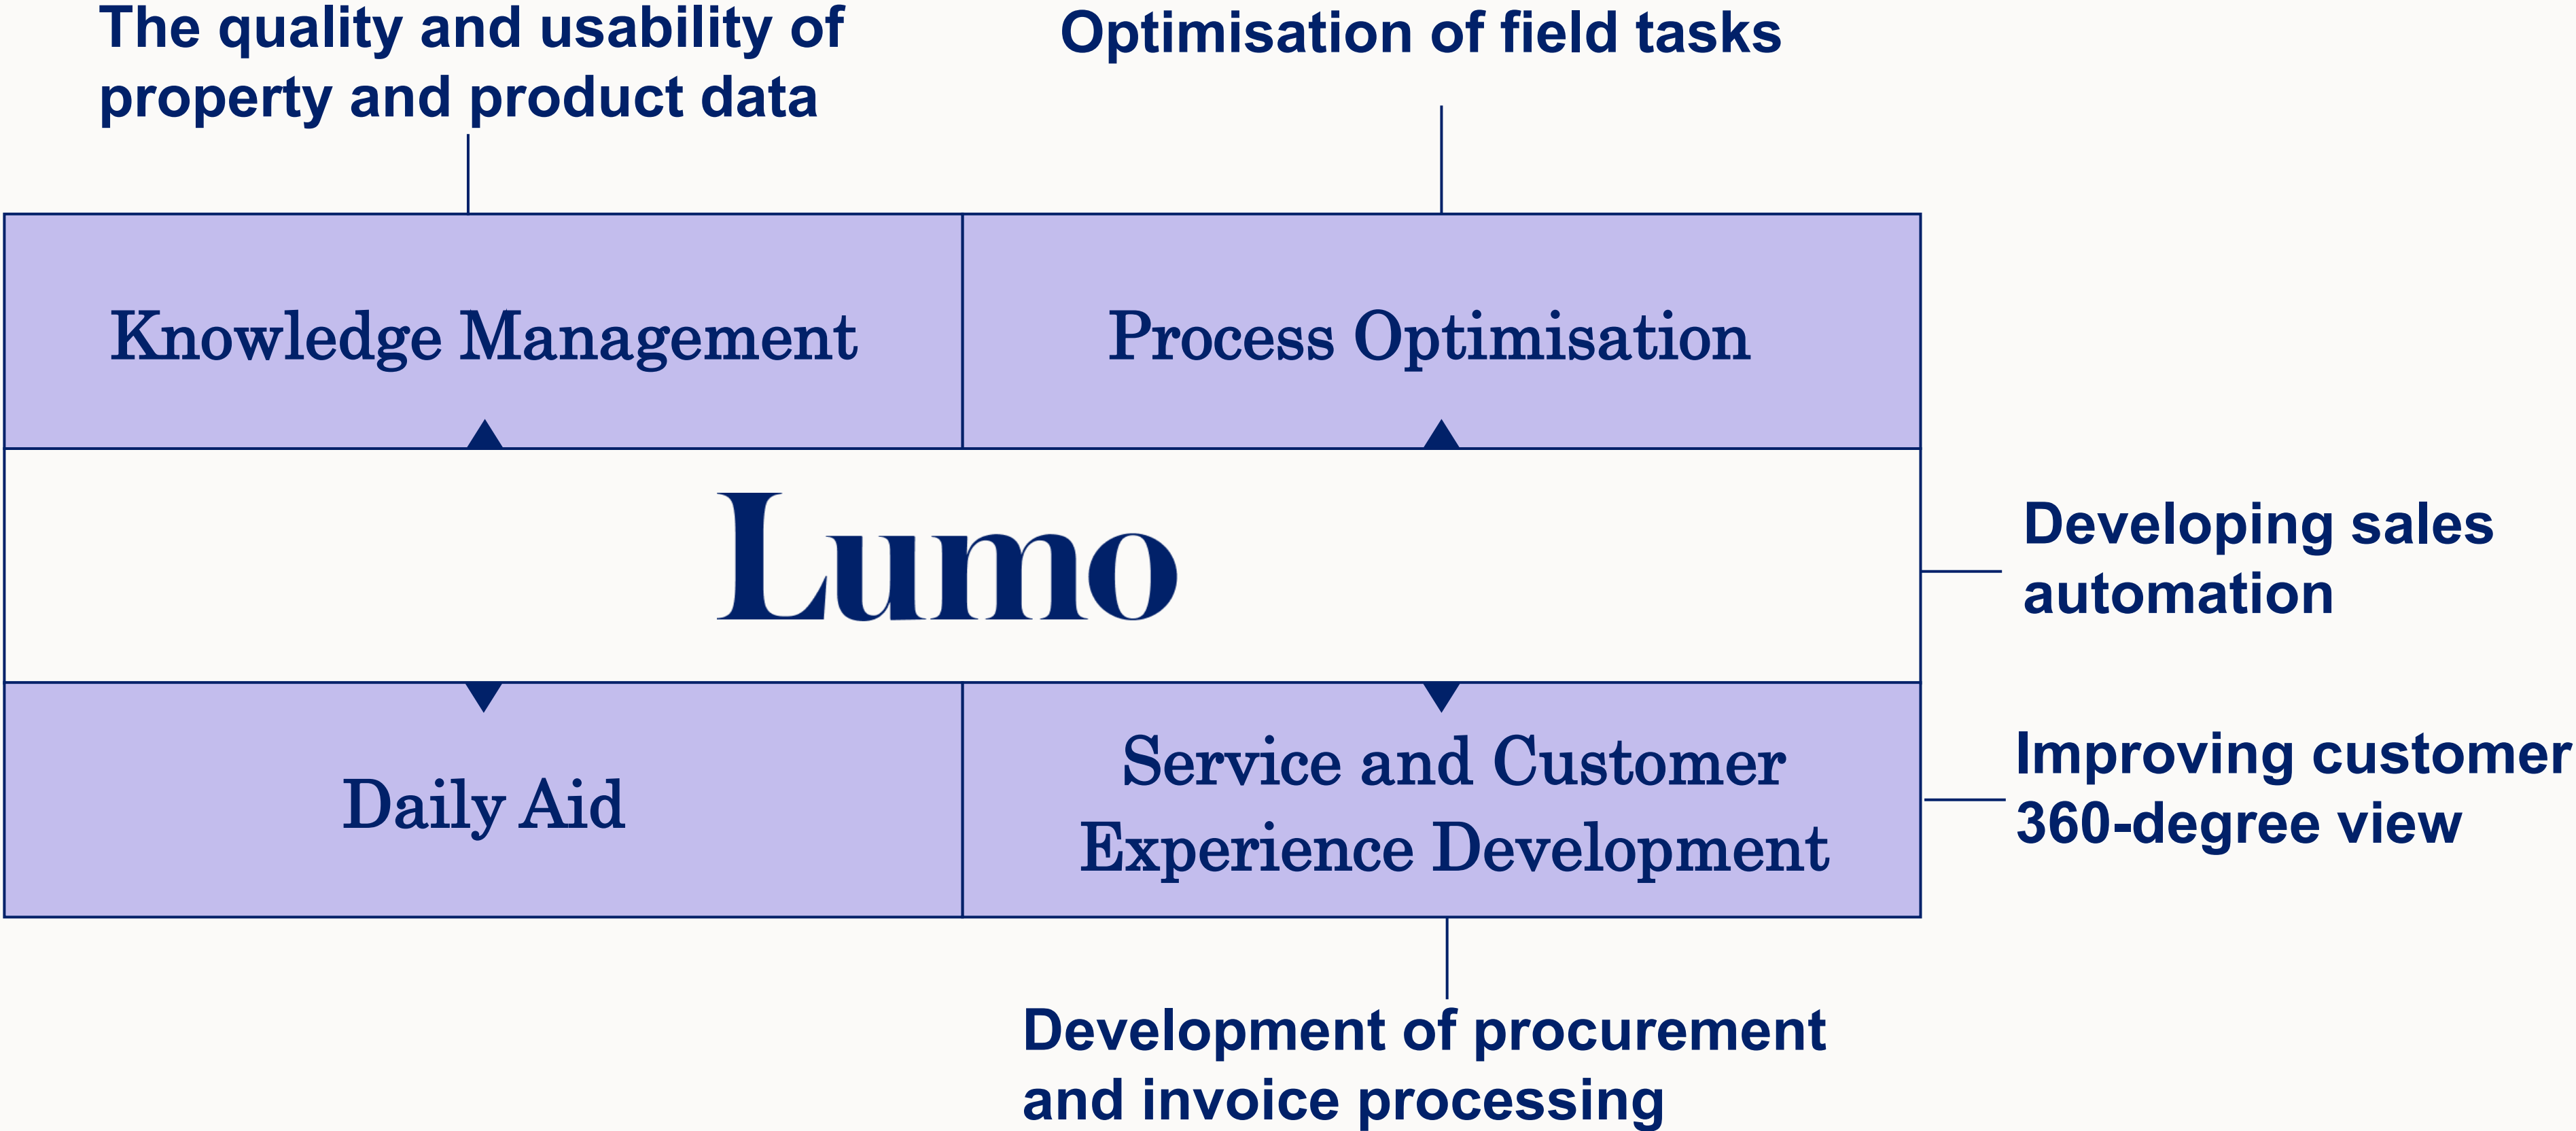 The quality and usability of
property and product data
Optimisation of field tasks
Knowledge Management
Process Optimisation
Lumo
Developing sales
automation
Daily Aid
Service and Customer
Experience Development
Improving customer
360-degree view
Development of procurement
and invoice processing